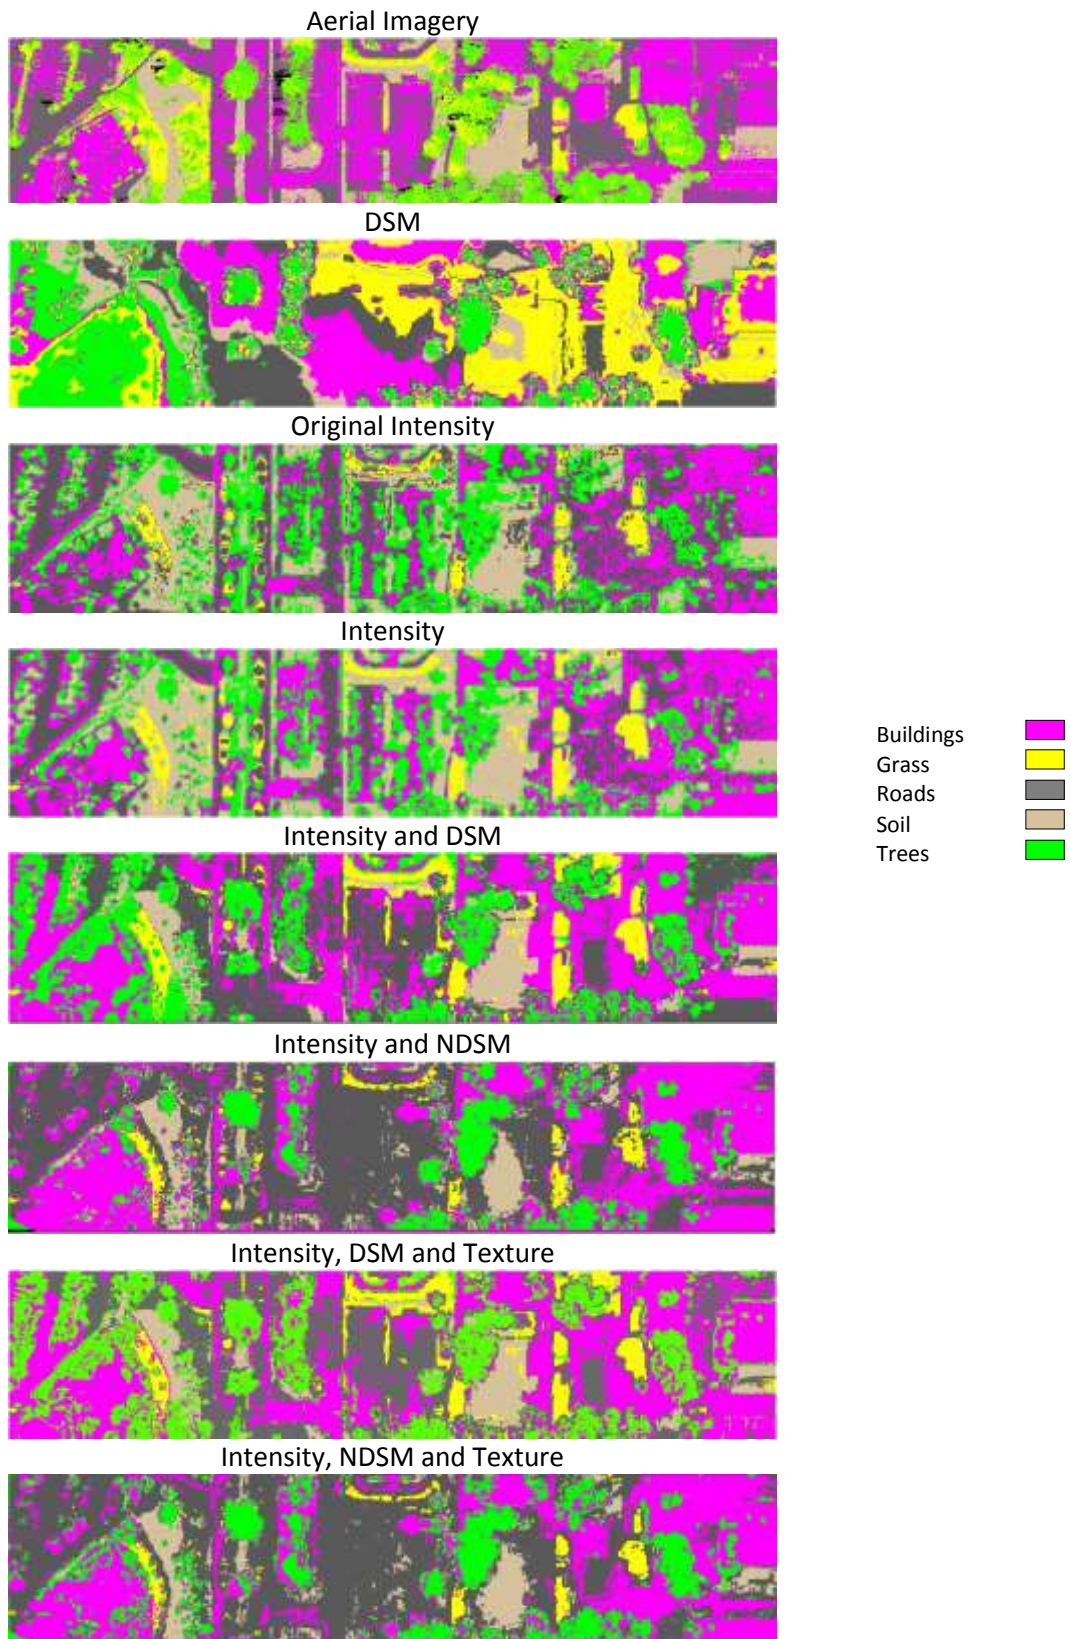 Aerial Imagery
DSM
Original Intensity
Intensity
Intensity and DSM
Intensity and NDSM
Intensity, DSM and Texture
Intensity, NDSM and Texture
Buildings
Grass
Roads
Soil
Trees